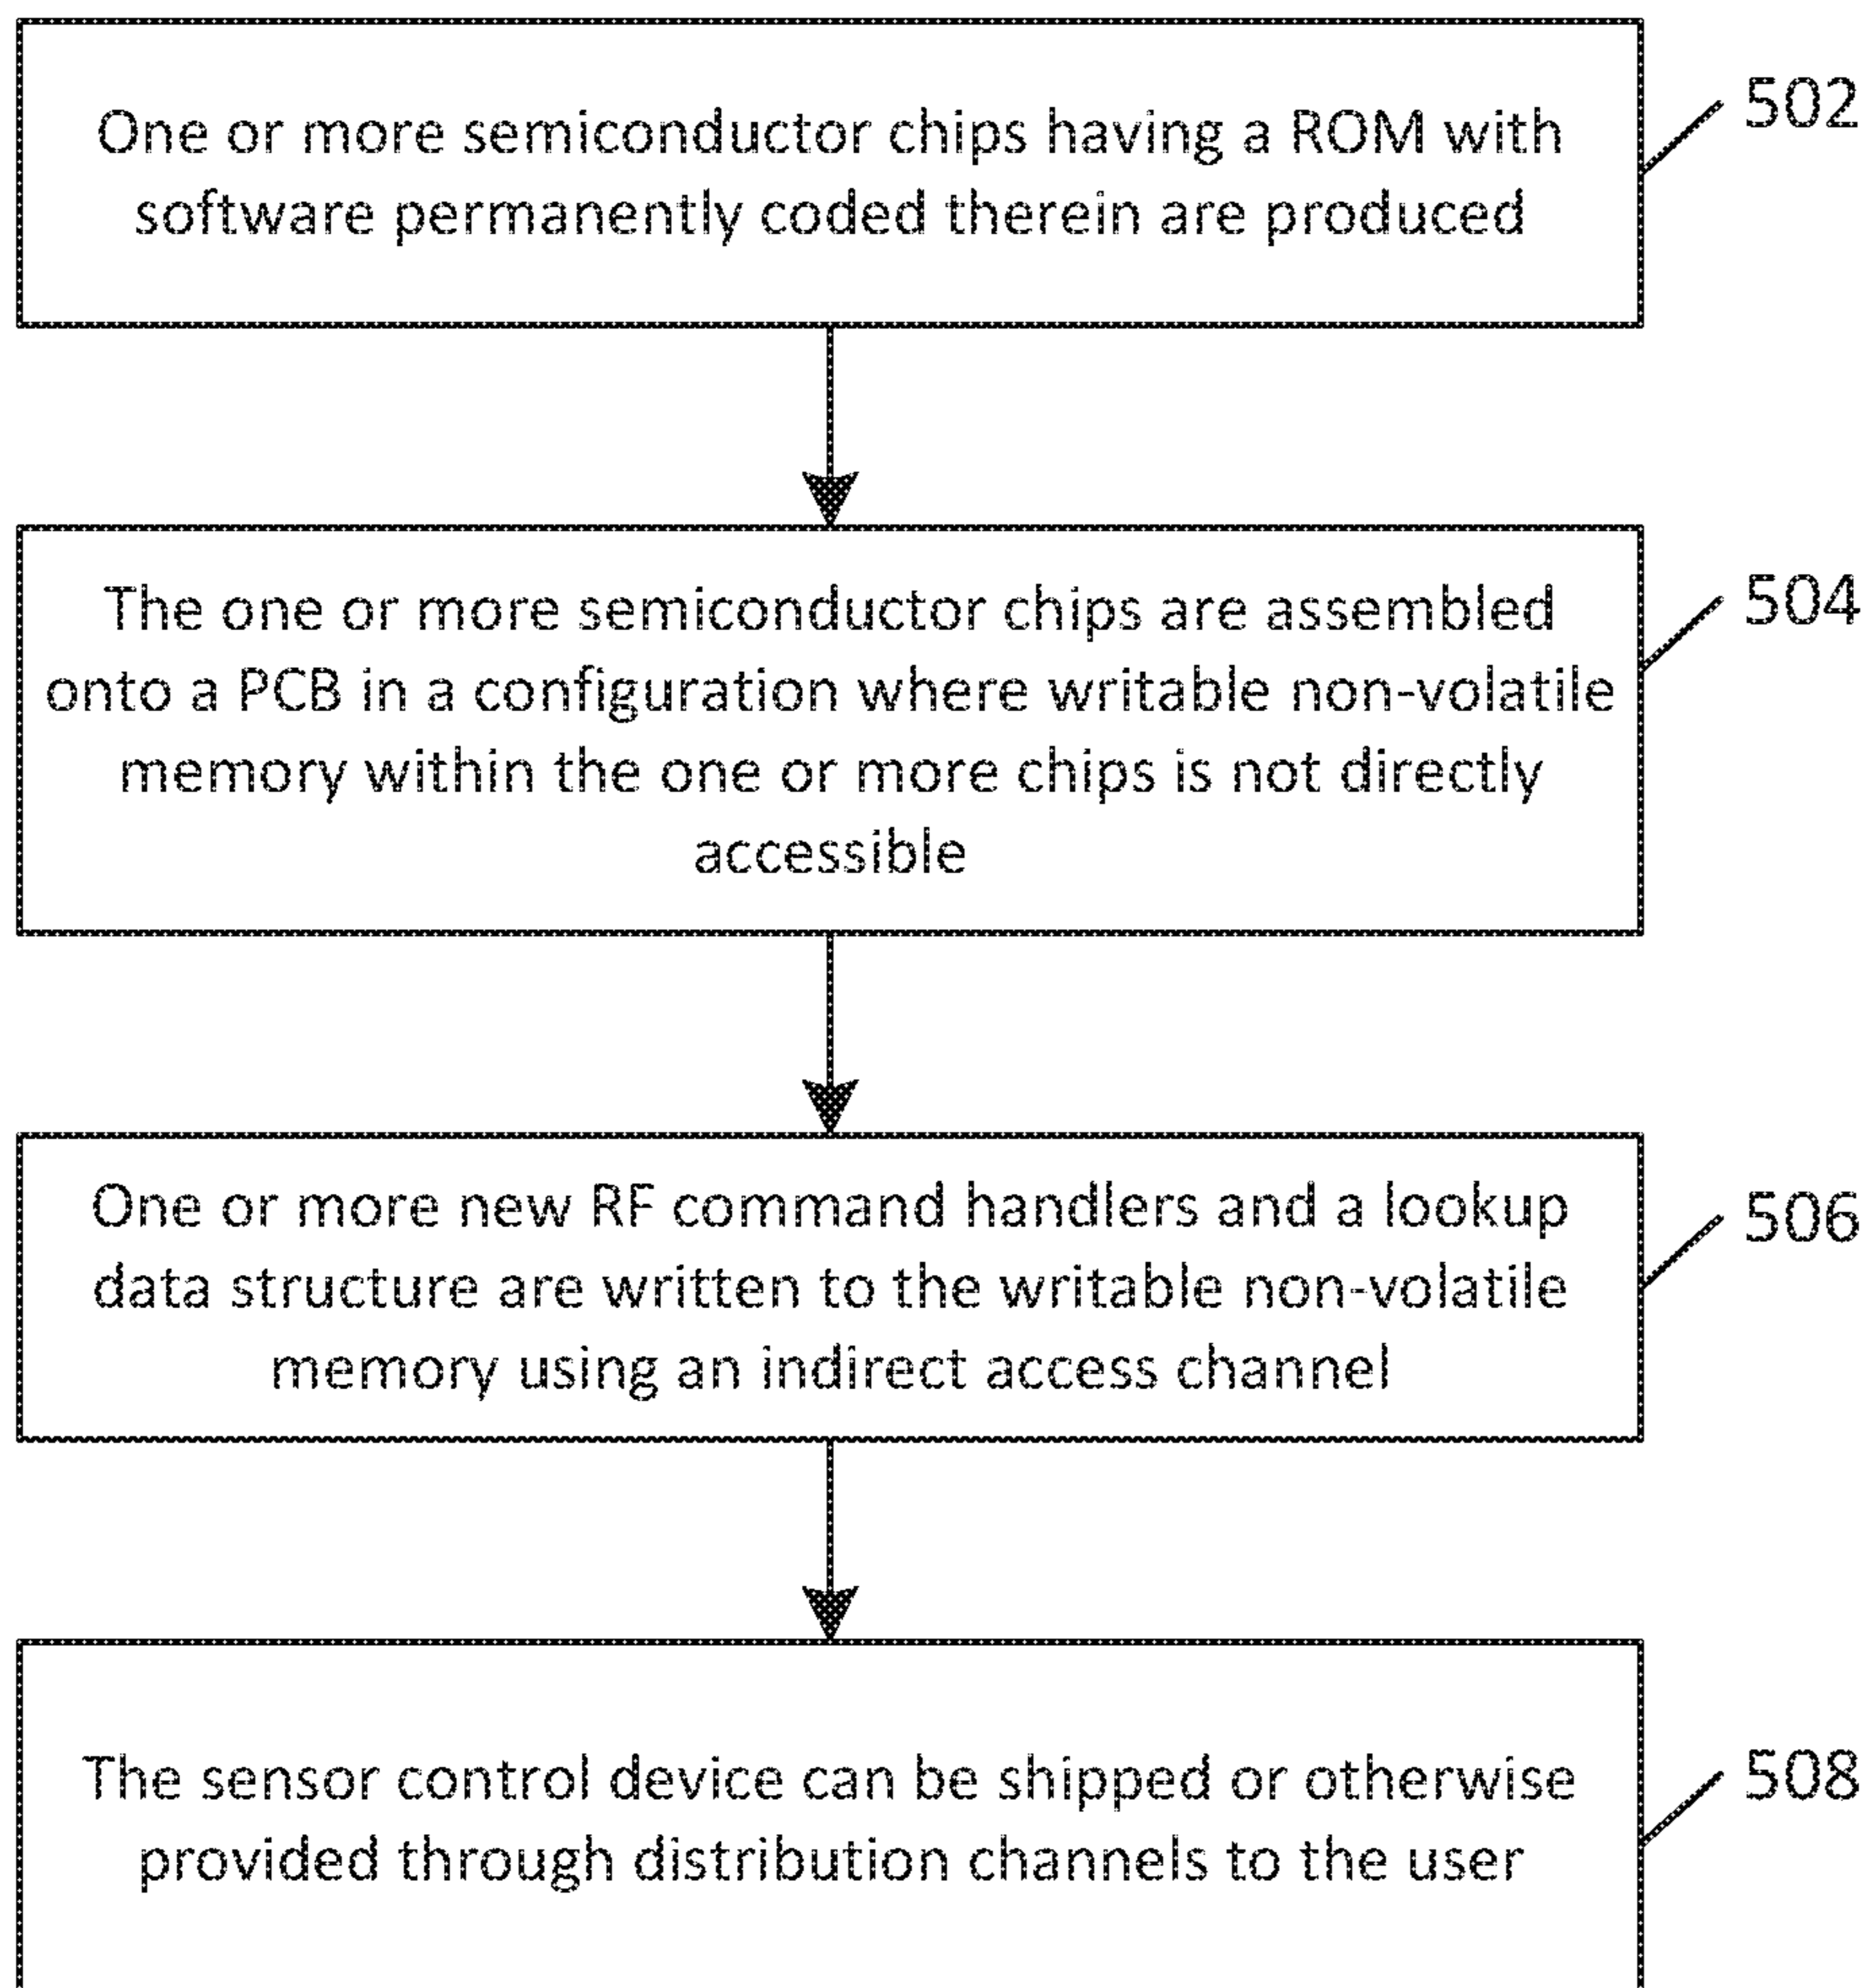 One or more semiconductor chips having a ROM with
software permanently coded therein are produced
502
The one or more semiconductor chips are assembled
onto a PCB in a configuration where writable non-volatile
memory within the one or more chips is not directly
accessible
504
One or more new RF command handlers and a lookup
data structure are written to the writable non-volatile
memory using an indirect access channel
506
The sensor control device can be shipped or otherwise
provided through distribution channels to the user
508